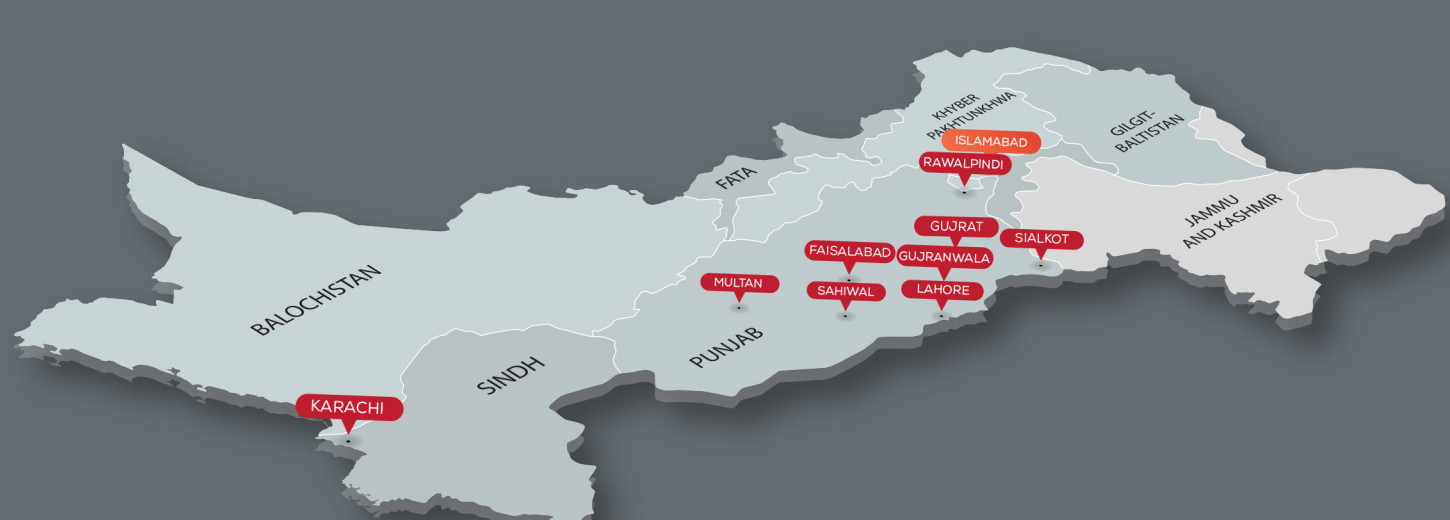 KHYBER
PAKHTUNKHWA
GILGIT-
BALTISTAN
ISLAMABAD
RAWALPINDI
FATA
JAMMU
AND KASHMIR
GUJRAT
SIALKOT
FAISALABAD
GUJRANWALA
MULTAN
SAHIWAL
LAHORE
BALOCHISTAN
PUNJAB
SINDH
KARACHI